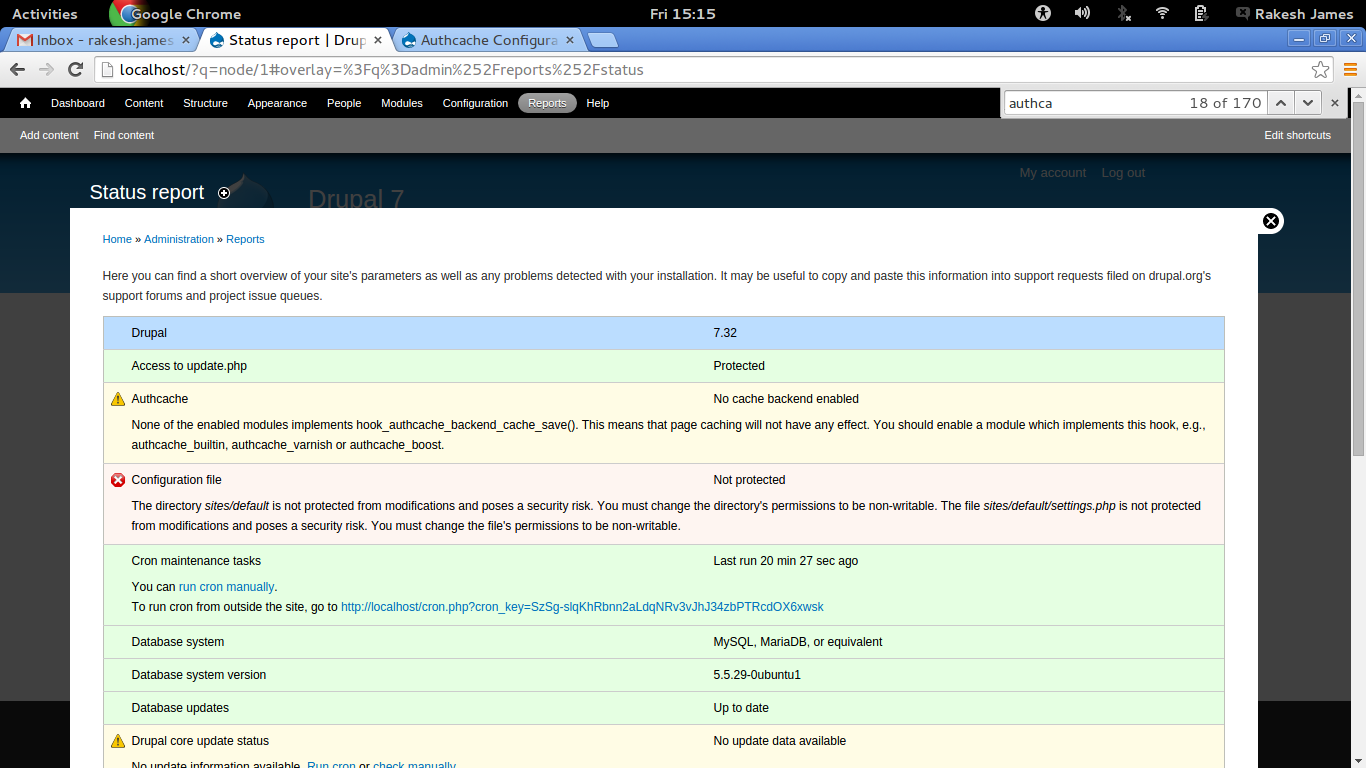 Activities Google Chrome Fri 15:15 Rakesh James
Inbox - rakesh.james × Status report | Drup × Authcache Configura ×
localhost/?q=node/1#overlay=%3Fq%3Dadmin%252Freports%252Fstatus
Dashboard Content Structure Appearance People Modules Configuration Reports Help authca 18 of 170
Add content Find content Edit shortcuts
My account Log out
Status report
Drupal 7
Home » Administration » Reports
Here you can find a short overview of your site's parameters as well as any problems detected with your installation. It may be useful to copy and paste this information into support requests filed on drupal.org's
support forums and project issue queues.
Drupal 7.32
Access to update.php Protected
Authcache No cache backend enabled
None of the enabled modules implements hook_authcache_backend_cache_save(). This means that page caching will not have any effect. You should enable a module which implements this hook, e.g.,
authcache_builtin, authcache_varnish or authcache_boost.
Configuration file Not protected
The directory sites/default is not protected from modifications and poses a security risk. You must change the directory's permissions to be non-writable. The file sites/default/settings.php is not protected
from modifications and poses a security risk. You must change the file's permissions to be non-writable.
Cron maintenance tasks Last run 20 min 27 sec ago
You can run cron manually.
To run cron from outside the site, go to http://localhost/cron.php?cron_key=SzSg-slqKhRbnn2aLdqNRv3vJhJ34zbPTRcdOX6xwsk
Database system MySQL, MariaDB, or equivalent
Database system version 5.5.29-0ubuntu1
Database updates Up to date
Drupal core update status No update data available
No update information available. Run cron or check manually.